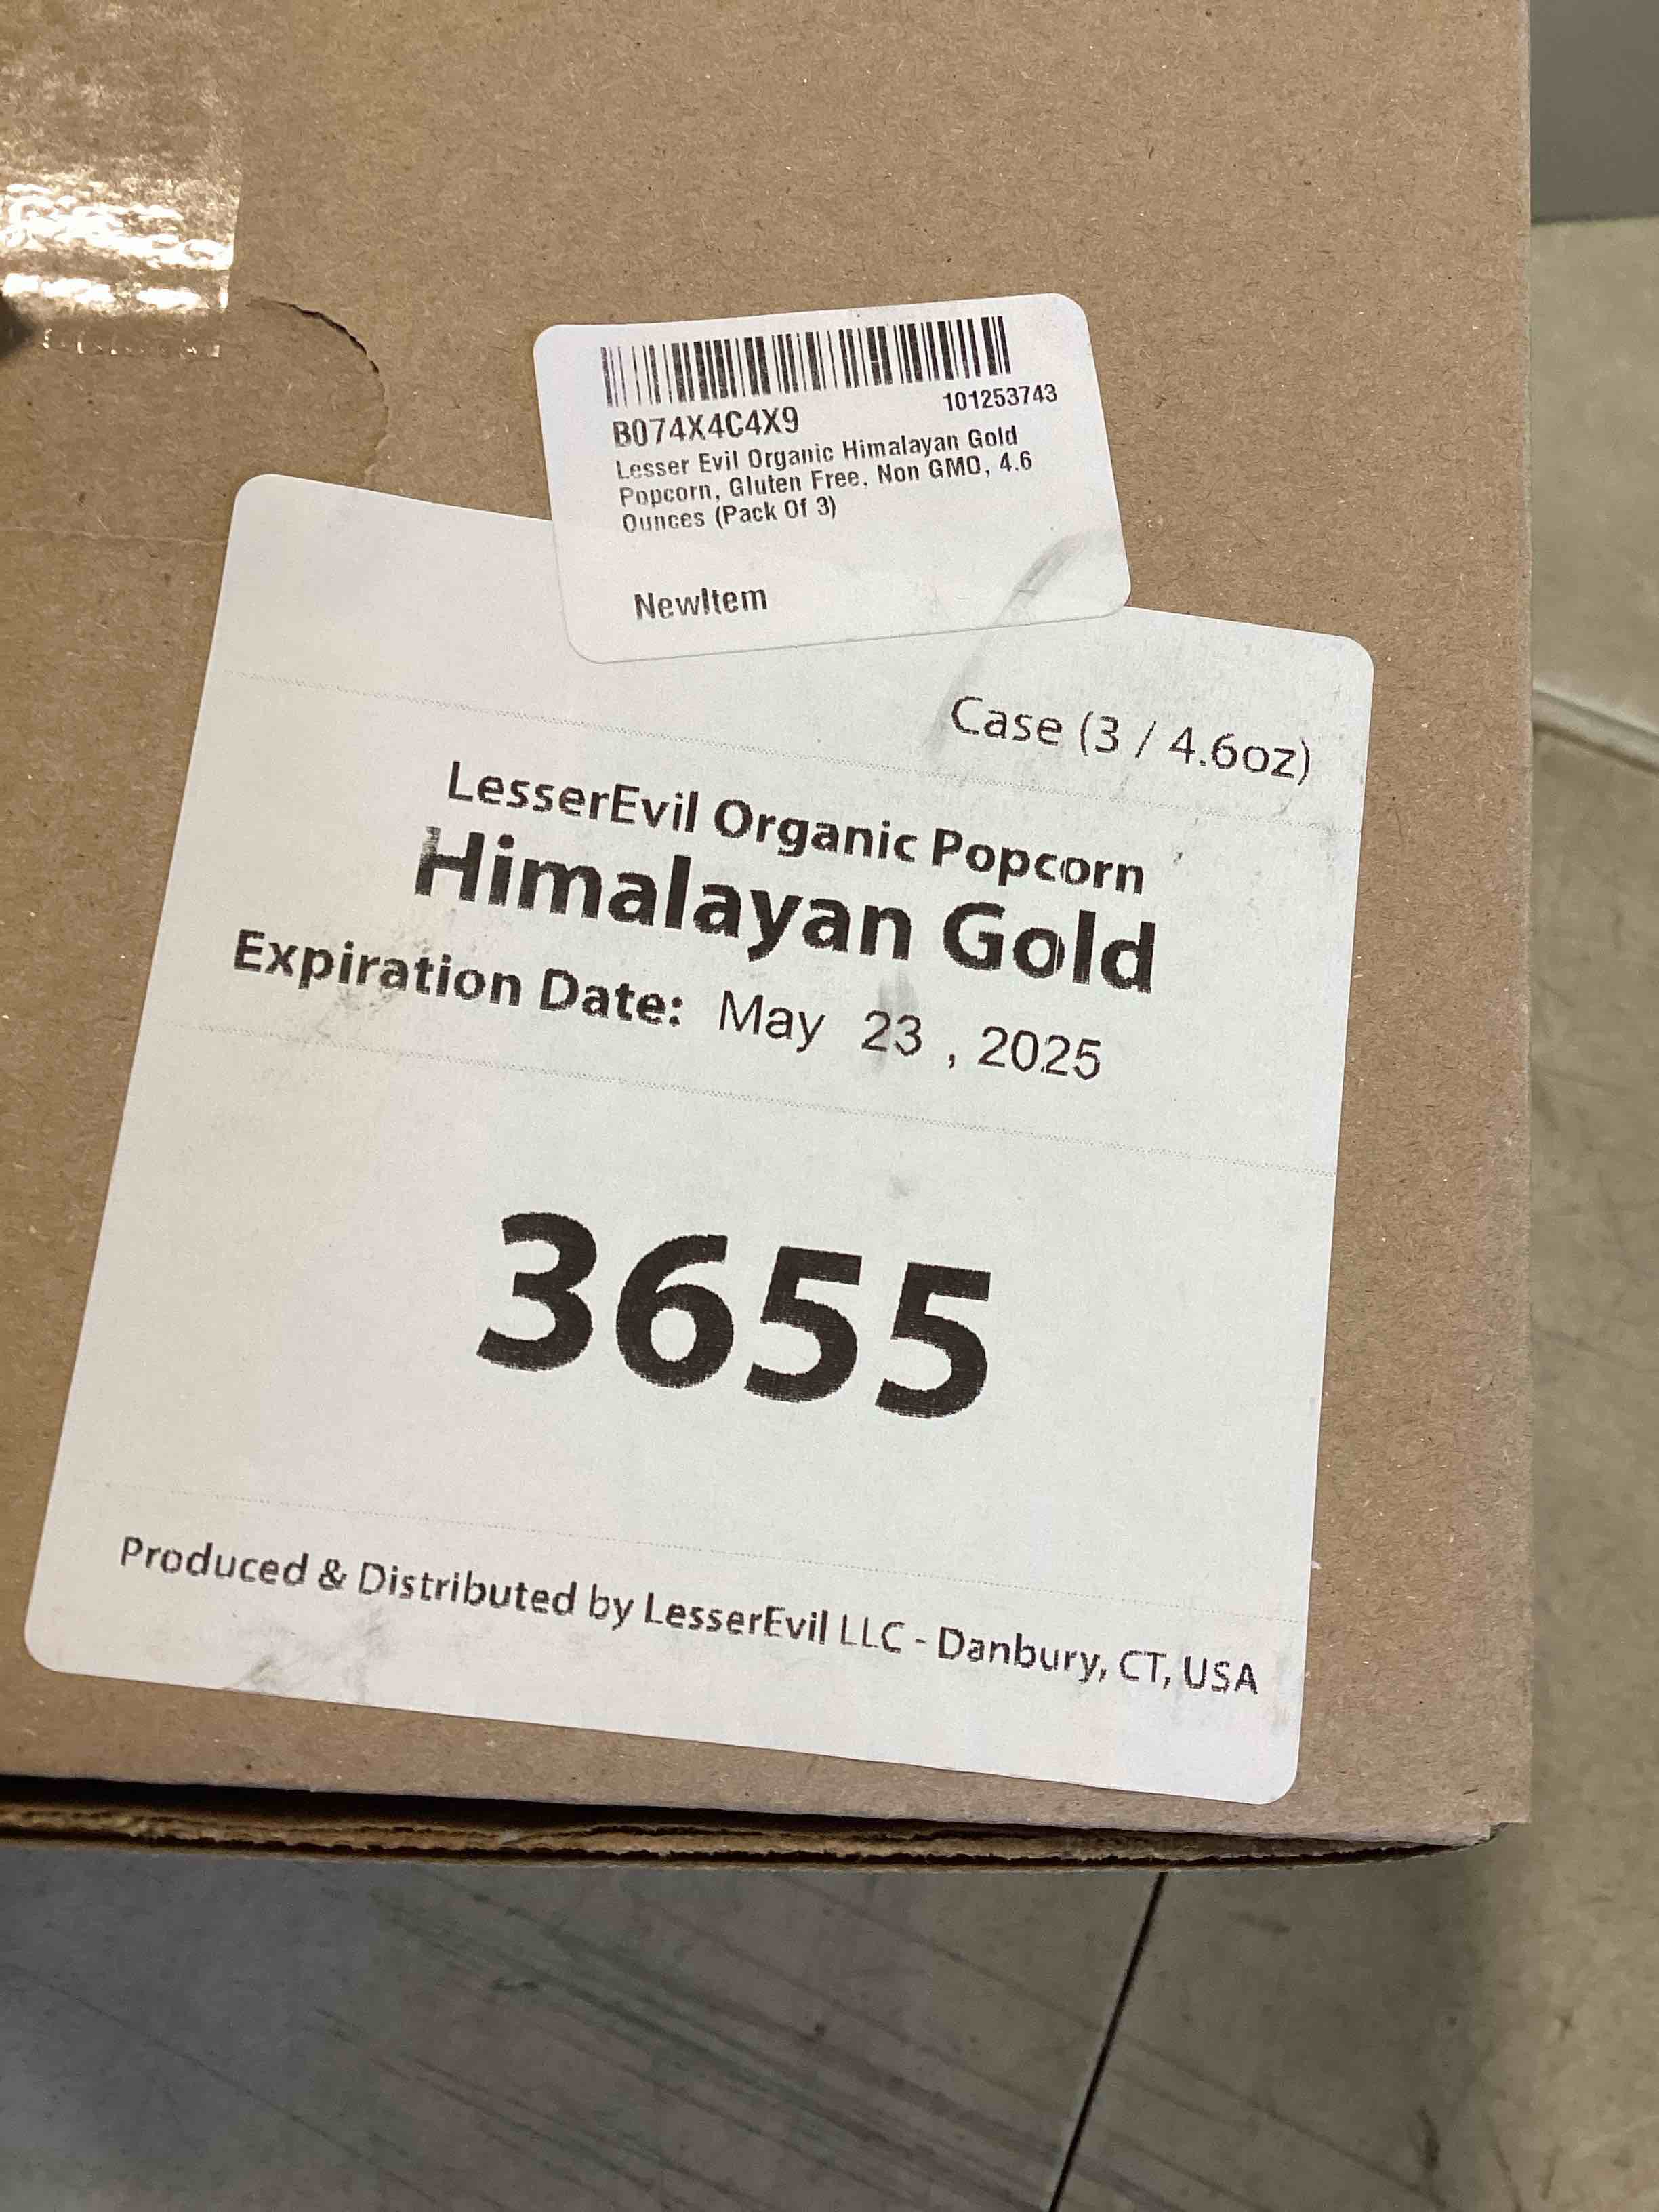 101253743
B074X4C4X9
Lesser Evil Organic Himalayan Gold
Popcorn, Gluten Free, Non GMO, 4.6
Ounces (Pack Of 3)
NewItem
Case (3 / 4.6oz)
LesserEvil Organic Popcorn
Himalayan Gold
Expiration Date: May 23 , 2025
3655
Produced & Distributed by LesserEvil LLC - Danbury, CT, USA